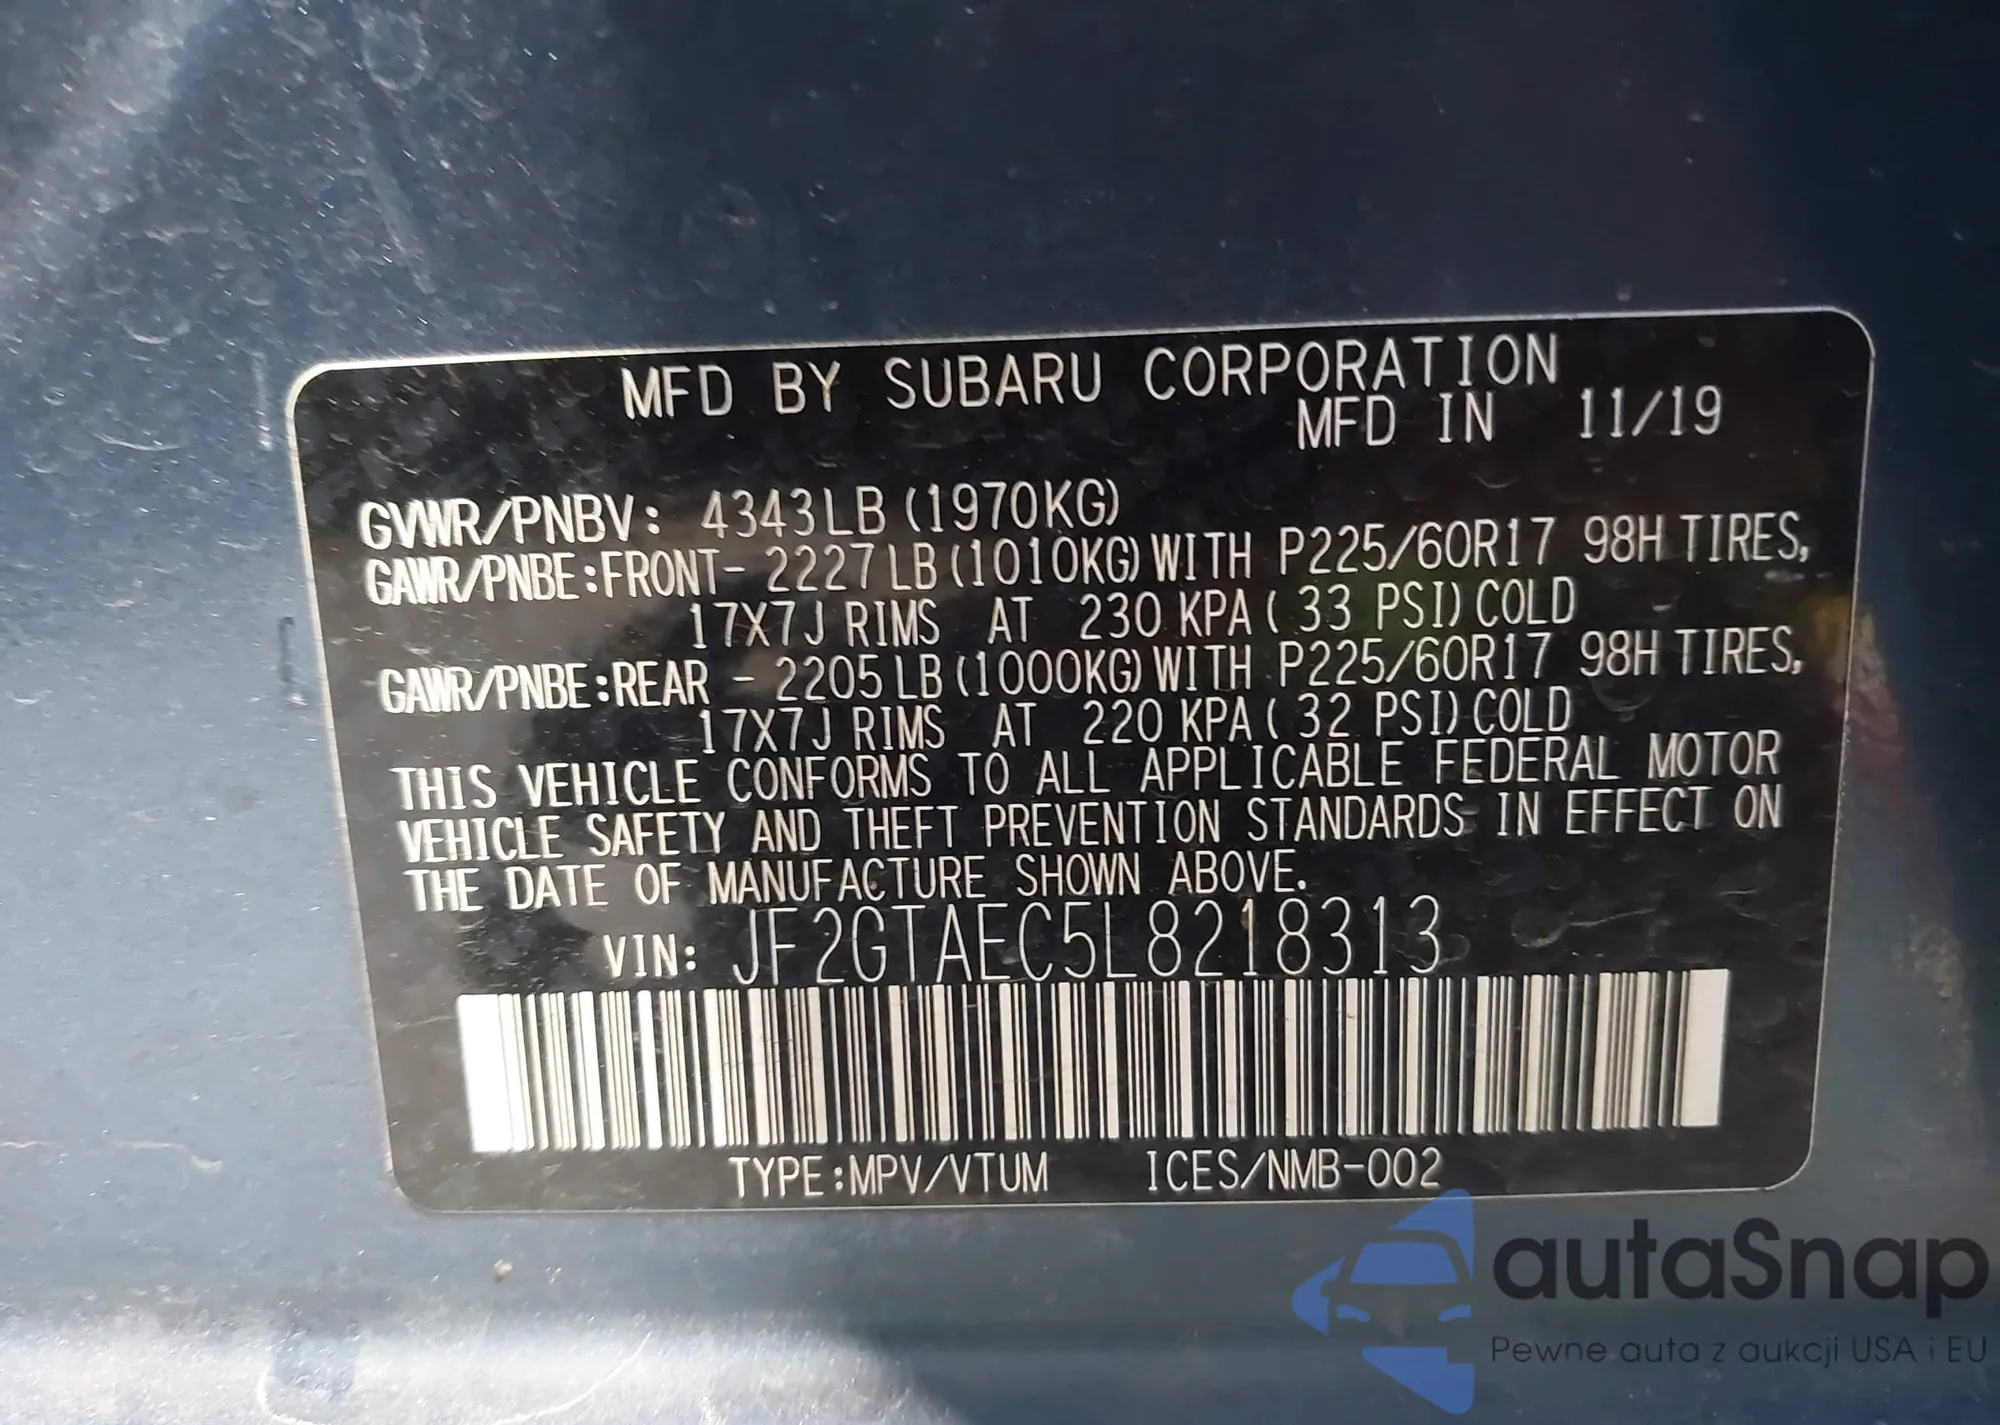 MFD BY SUBARU CORPORATION
MFD IN 11/19
GVWR/PNBV: 4343LB (1970KG)
GAWR/PNBE:FRONT- 2227LB (1010KG) WITH P225/60R17 98H TIRES,
17X7J RIMS AT 230 KPA ( 33 PSI) COLD
GAWR/PNBE:REAR - 2205LB (1000KG) WITH P225/60R17 98H TIRES,
17X7J RIMS AT 220 KPA ( 32 PSI) COLD
THIS VEHICLE CONFORMS TO ALL APPLICABLE FEDERAL MOTOR
VEHICLE SAFETY AND THEFT PREVENTION STANDARDS IN EFFECT ON
THE DATE OF MANUFACTURE SHOWN ABOVE.
VIN: JF2GTAEC5L8218313
TYPE:MPV/VTUM ICES/NMB-002
autaSnap
Pewne auta z aukcji USA i EU